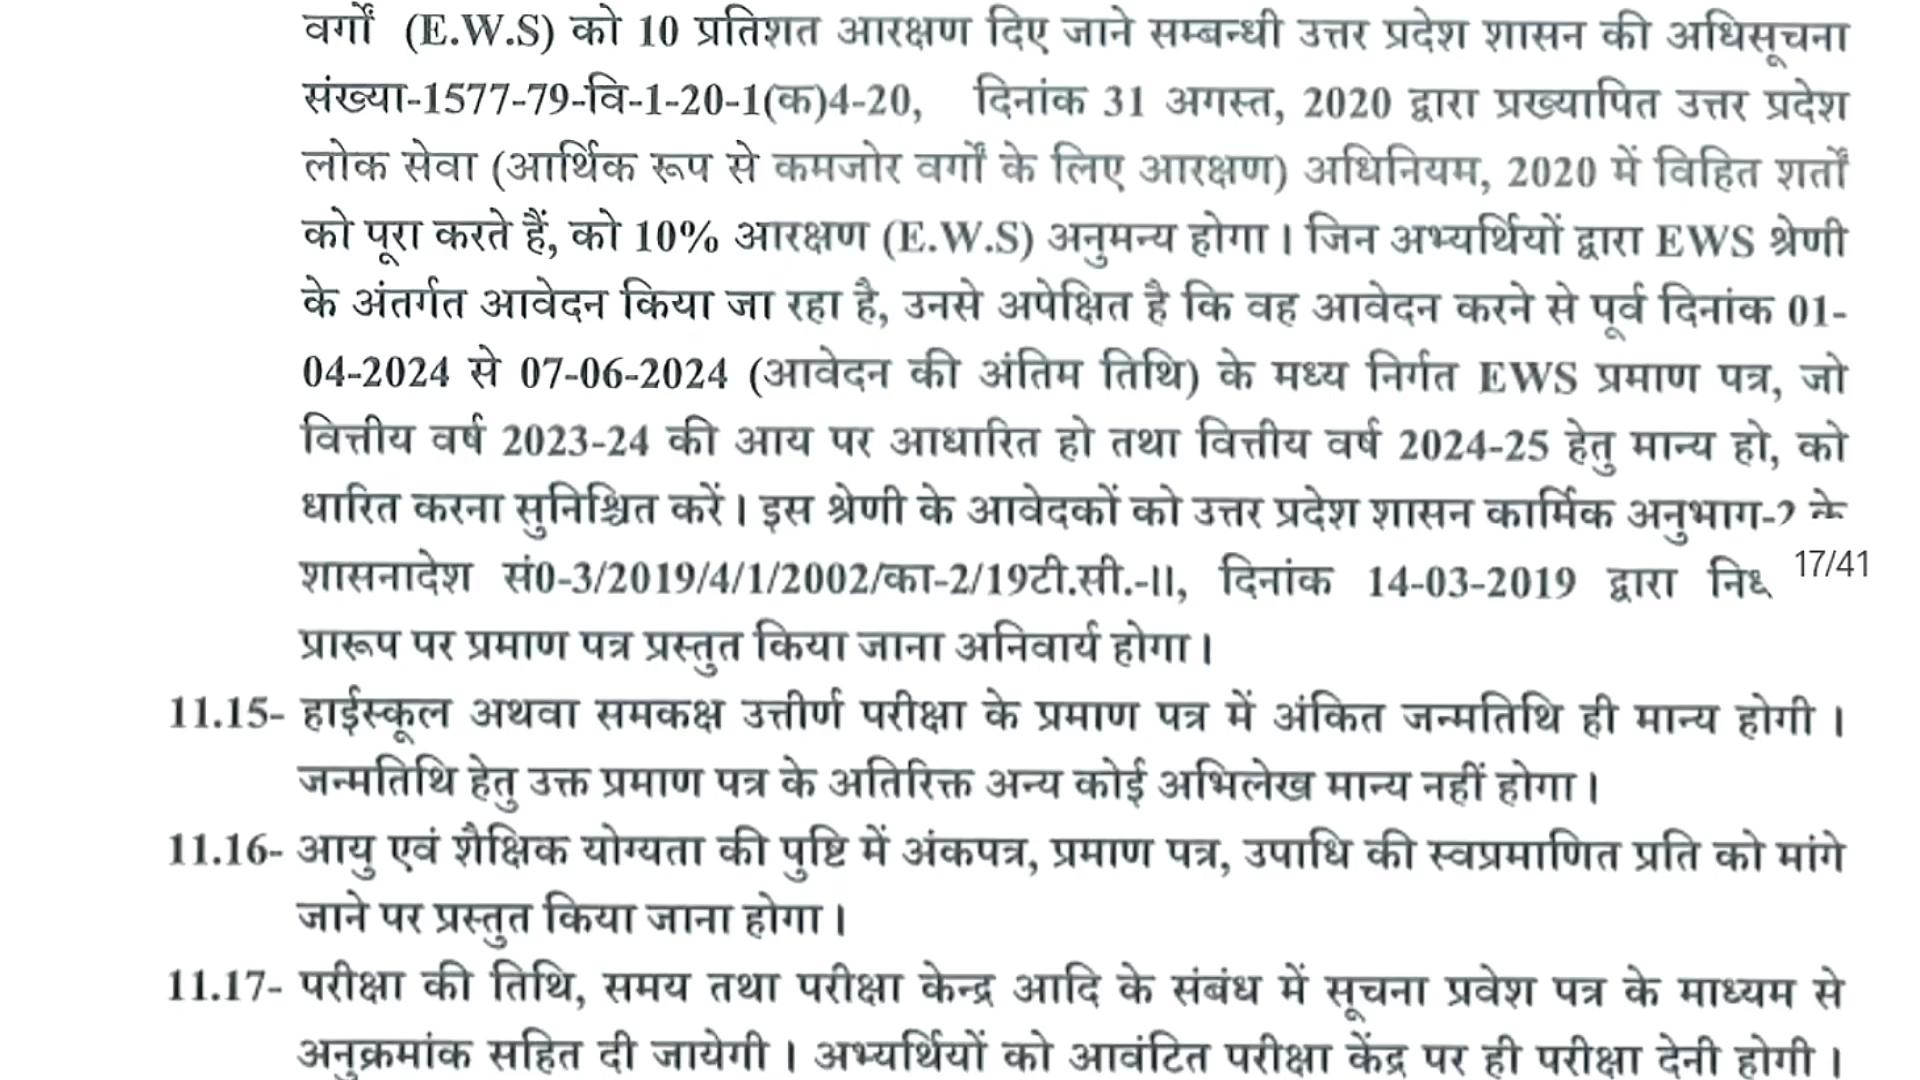 वर्गों (E.W.S) को 10 प्रतिशत आरक्षण दिए जाने सम्बन्धी उत्तर प्रदेश शासन की अधिसूचना
संख्या-1577-79-वि-1-20-1(क)4-20, दिनांक 31 अगस्त, 2020 द्वारा प्रख्यापित उत्तर प्रदेश
लोक सेवा (आर्थिक रूप से कमजोर वर्गों के लिए आरक्षण) अधिनियम, 2020 में विहित शर्तों
को पूरा करते हैं, को 10% आरक्षण (E.W.S) अनुमन्य होगा। जिन अभ्यर्थियों द्वारा EWS श्रेणी
के अंतर्गत आवेदन किया जा रहा है, उनसे अपेक्षित है कि वह आवेदन करने से पूर्व दिनांक 01-
04-2024 से 07-06-2024 (आवेदन की अंतिम तिथि) के मध्य निर्गत EWS प्रमाण पत्र, जो
वित्तीय वर्ष 2023-24 की आय पर आधारित हो तथा वित्तीय वर्ष 2024-25 हेतु मान्य हो, को
धारित करना सुनिश्चित करें। इस श्रेणी के आवेदकों को उत्तर प्रदेश शासन कार्मिक अनुभाग-2 के
शासनादेश सं0-3/2019/4/1/2002/का-2/19टी.सी.-II, दिनांक 14-03-2019 द्वारा
17/41
प्रारूप पर प्रमाण पत्र प्रस्तुत किया जाना अनिवार्य होगा।
11.15- हाईस्कूल अथवा समकक्ष उत्तीर्ण परीक्षा के प्रमाण पत्र में अंकित जन्मतिथि ही मान्य होगी।
जन्मतिथि हेतु उक्त प्रमाण पत्र के अतिरिक्त अन्य कोई अभिलेख मान्य नहीं होगा।
11.16- आयु एवं शैक्षिक योग्यता की पुष्टि में अंकपत्र, प्रमाण पत्र, उपाधि की स्वप्रमाणित प्रति को मांगे
जाने पर प्रस्तुत किया जाना होगा।
11.17- परीक्षा की तिथि, समय तथा परीक्षा केन्द्र आदि के संबंध में सूचना प्रवेश पत्र के माध्यम से
अनुक्रमांक सहित दी जायेगी। अभ्यर्थियों को आवंटित परीक्षा केंद्र पर ही परीक्षा देनी होगी।